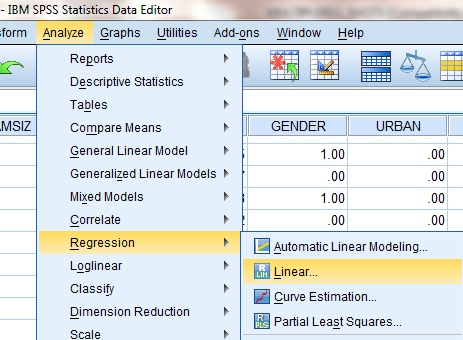 - IBM SPSS Statistics Data Editor
sform Analyze Graphs Utilities Add-ons Window Help
Reports
Descriptive Statistics
Tables
AMSIZ Compare Means GENDER URBAN
General Linear Model 1.00 .00
Generalized Linear Models .00 .00
Mixed Models 1.00 .00
Correlate .00 .00
Regression
Automatic Linear Modeling...
Loglinear
LIN Linear...
Classify
Curve Estimation...
Dimension Reduction
PLS Partial Least Squares...
Scale